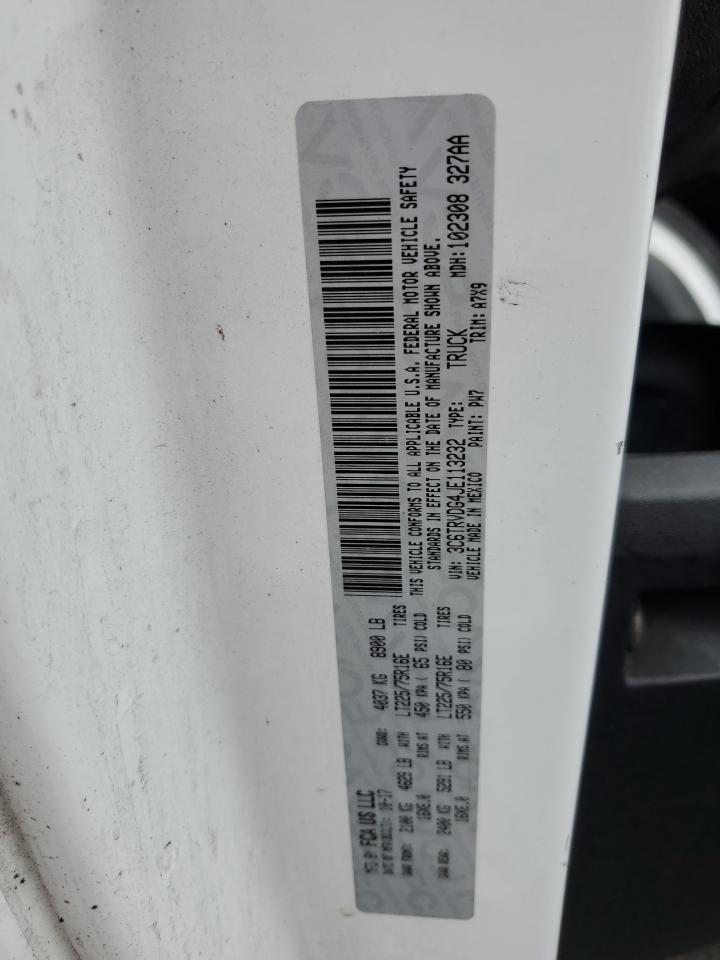 MFD BY FCA US LLC
DATE OF MFR(BUILT): 10-17 GVWR: 4037 KG 8900 LB
GAWR FRONT: 2100 KG 4629 LB WITH LT225/75R16E TIRES
16X6.0 RIMS AT 450 KPA( 65 PSI) COLD
GAWR REAR: 2400 KG 5291 LB WITH LT225/75R16E TIRES
16X6.0 RIMS AT 550 KPA( 80 PSI) COLD
THIS VEHICLE CONFORMS TO ALL APPLICABLE U.S.A. FEDERAL MOTOR VEHICLE SAFETY
STANDARDS IN EFFECT ON THE DATE OF MANUFACTURE SHOWN ABOVE.
VIN: 3C6TRVDG4JE113232 TYPE: TRUCK MDH:102308 327AA
VEHICLE MADE IN MEXICO PAINT: PW7 TRIM: A7X9